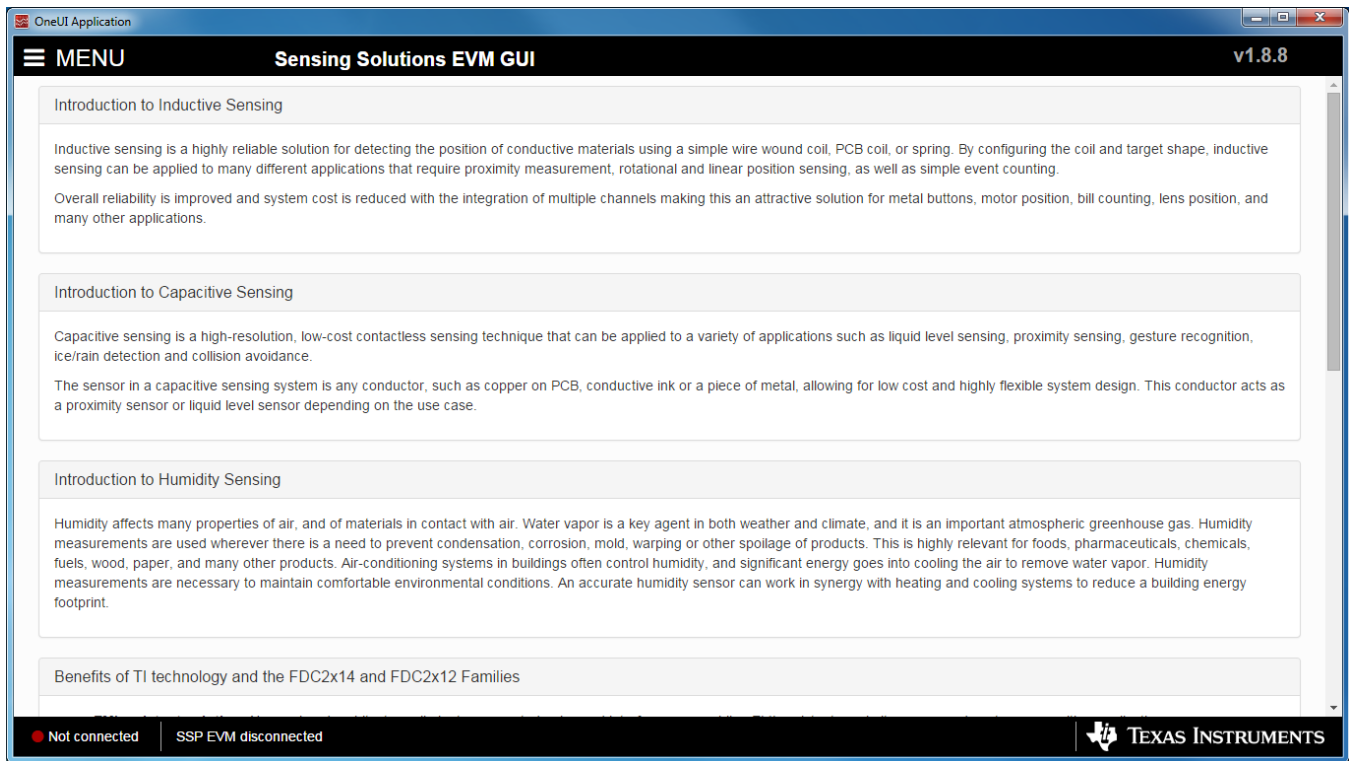 OneUI Application
MENU
Sensing Solutions EVM GUI
v1.8.8
Introduction to Inductive Sensing
Inductive sensing is a highly reliable solution for detecting the position of conductive materials using a simple wire wound coil, PCB coil, or spring. By configuring the coil and target shape, inductive
sensing can be applied to many different applications that require proximity measurement, rotational and linear position sensing, as well as simple event counting.
Overall reliability is improved and system cost is reduced with the integration of multiple channels making this an attractive solution for metal buttons, motor position, bill counting, lens position, and
many other applications.
Introduction to Capacitive Sensing
Capacitive sensing is a high-resolution, low-cost contactless sensing technique that can be applied to a variety of applications such as liquid level sensing, proximity sensing, gesture recognition,
ice/rain detection and collision avoidance.
The sensor in a capacitive sensing system is any conductor, such as copper on PCB, conductive ink or a piece of metal, allowing for low cost and highly flexible system design. This conductor acts as
a proximity sensor or liquid level sensor depending on the use case.
Introduction to Humidity Sensing
Humidity affects many properties of air, and of materials in contact with air. Water vapor is a key agent in both weather and climate, and it is an important atmospheric greenhouse gas. Humidity
measurements are used wherever there is a need to prevent condensation, corrosion, mold, warping or other spoilage of products. This is highly relevant for foods, pharmaceuticals, chemicals,
fuels, wood, paper, and many other products. Air-conditioning systems in buildings often control humidity, and significant energy goes into cooling the air to remove water vapor. Humidity
measurements are necessary to maintain comfortable environmental conditions. An accurate humidity sensor can work in synergy with heating and cooling systems to reduce a building energy
footprint.
Benefits of TI technology and the FDC2x14 and FDC2x12 Families
Not connected
SSP EVM disconnected
TEXAS INSTRUMENTS